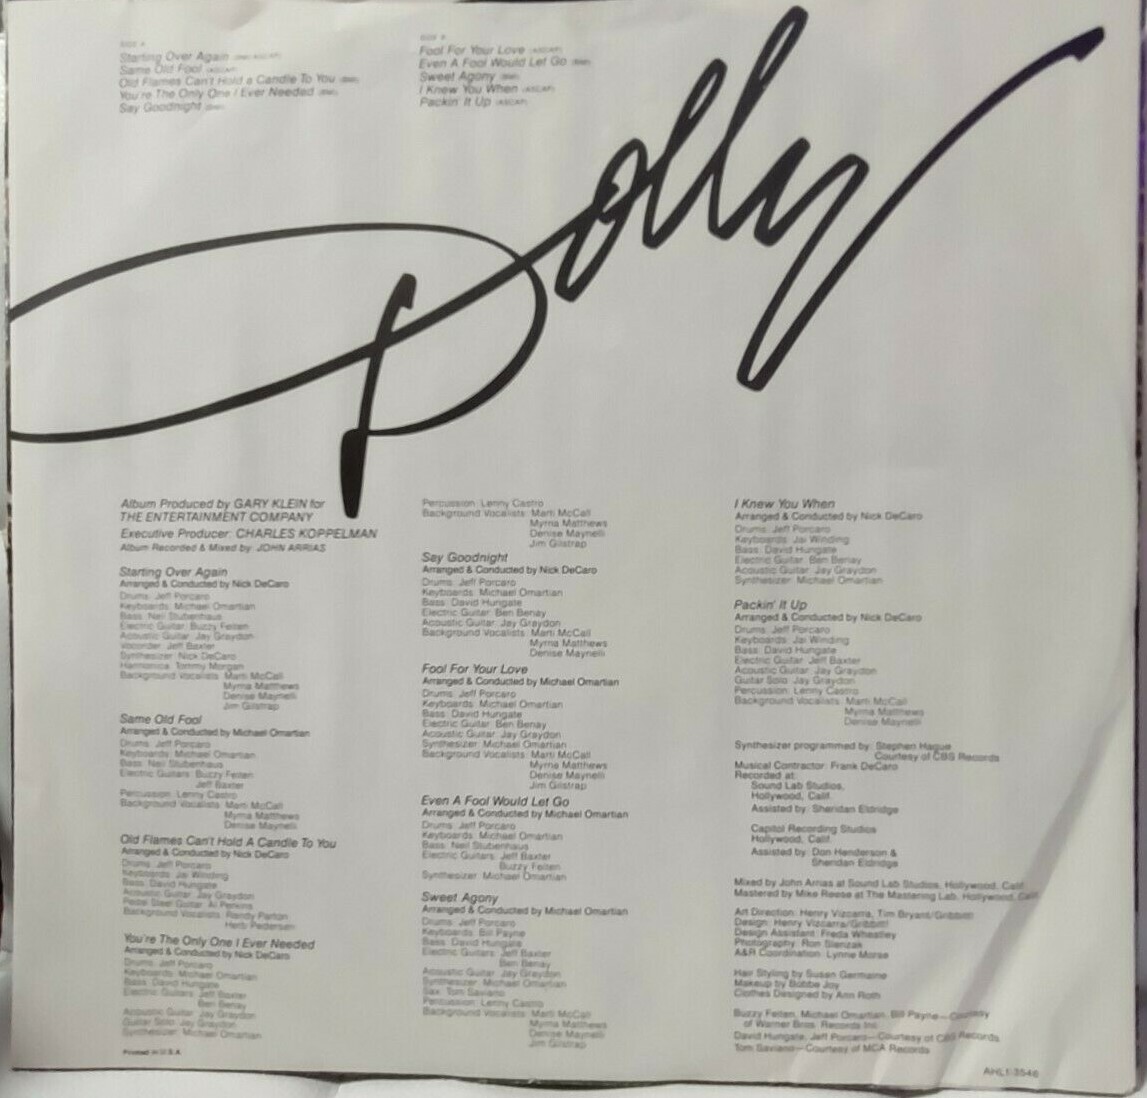 SIDE A
Starting Over Again (BMI/ASCAP)
Same Old Fool (ASCAP)
Old Flames Can't Hold a Candle To You (BMI)
You're The Only One I Ever Needed (BMI)
Say Goodnight (BMI)
SIDE B
Fool For Your Love (ASCAP)
Even A Fool Would Let Go (BMI)
Sweet Agony (BMI)
I Knew You When (ASCAP)
Packin' It Up (ASCAP)
Dolly
Album Produced by GARY KLEIN for
THE ENTERTAINMENT COMPANY
Executive Producer: CHARLES KOPPELMAN
Album Recorded & Mixed by: JOHN ARRIAS
Starting Over Again
Arranged & Conducted by Nick DeCaro
Drums: Jeff Porcaro
Keyboards: Michael Omartian
Bass: Neil Stubenhaus
Electric Guitar: Buzzy Feiten
Acoustic Guitar: Jay Graydon
Vocorder: Jeff Baxter
Synthesizer: Nick DeCaro
Harmonica: Tommy Morgan
Background Vocalists: Marti McCall
Myrna Matthews
Denise Maynelli
Jim Gilstrap
Same Old Fool
Arranged & Conducted by Michael Omartian
Drums: Jeff Porcaro
Keyboards: Michael Omartian
Bass: Neil Stubenhaus
Electric Guitars: Buzzy Feiten
Jeff Baxter
Percussion: Lenny Castro
Background Vocalists: Marti McCall
Myrna Matthews
Denise Maynelli
Old Flames Can't Hold A Candle To You
Arranged & Conducted by Nick DeCaro
Drums: Jeff Porcaro
Keyboards: Jai Winding
Bass: David Hungate
Acoustic Guitar: Jay Graydon
Pedal Steel Guitar: Al Perkins
Background Vocalists: Randy Parton
Herb Pedersen
You're The Only One I Ever Needed
Arranged & Conducted by Nick DeCaro
Drums: Jeff Porcaro
Keyboards: Michael Omartian
Bass: David Hungate
Electric Guitars: Jeff Baxter
Ben Benay
Acoustic Guitar: Jay Graydon
Guitar Solo: Jay Graydon
Synthesizer: Michael Omartian
Printed in U.S.A.
Percussion: Lenny Castro
Background Vocalists: Marti McCall
Myrna Matthews
Denise Maynelli
Jim Gilstrap
Say Goodnight
Arranged & Conducted by Nick DeCaro
Drums: Jeff Porcaro
Keyboards: Michael Omartian
Bass: David Hungate
Electric Guitar: Ben Benay
Acoustic Guitar: Jay Graydon
Background Vocalists: Marti McCall
Myrna Matthews
Denise Maynelli
Fool For Your Love
Arranged & Conducted by Michael Omartian
Drums: Jeff Porcaro
Keyboards: Michael Omartian
Bass: David Hungate
Electric Guitar: Ben Benay
Acoustic Guitar: Jay Graydon
Synthesizer: Michael Omartian
Background Vocalists: Marti McCall
Myrna Matthews
Denise Maynelli
Jim Gilstrap
Even A Fool Would Let Go
Arranged & Conducted by Michael Omartian
Drums: Jeff Porcaro
Keyboards: Michael Omartian
Bass: Neil Stubenhaus
Electric Guitars: Jeff Baxter
Buzzy Feiten
Synthesizer: Michael Omartian
Sweet Agony
Arranged & Conducted by Michael Omartian
Drums: Jeff Porcaro
Keyboards: Bill Payne
Bass: David Hungate
Electric Guitars: Jeff Baxter
Ben Benay
Acoustic Guitar: Jay Graydon
Synthesizer: Michael Omartian
Sax: Tom Saviano
Percussion: Lenny Castro
Background Vocalists: Marti McCall
Myrna Matthews
Denise Maynelli
Jim Gilstrap
I Knew You When
Arranged & Conducted by Nick DeCaro
Drums: Jeff Porcaro
Keyboards: Jai Winding
Bass: David Hungate
Electric Guitar: Ben Benay
Acoustic Guitar: Jay Graydon
Synthesizer: Michael Omartian
Packin' It Up
Arranged & Conducted by Nick DeCaro
Drums: Jeff Porcaro
Keyboards: Jai Winding
Bass: David Hungate
Electric Guitar: Jeff Baxter
Acoustic Guitar: Jay Graydon
Guitar Solo: Jay Graydon
Percussion: Lenny Castro
Background Vocalists: Marti McCall
Myrna Matthews
Denise Maynelli
Synthesizer programmed by: Stephen Hague
Courtesy of CBS Records
Musical Contractor: Frank DeCaro
Recorded at:
Sound Lab Studios,
Hollywood, Calif.
Assisted by: Sheridan Eldridge
Capitol Recording Studios
Hollywood, Calif.
Assisted by: Don Henderson &
Sheridan Eldridge
Mixed by John Arrias at Sound Lab Studios, Hollywood, Calif.
Mastered by Mike Reese at The Mastering Lab, Hollywood, Calif.
Art Direction: Henry Vizcarra, Tim Bryant/Gribbitt!
Design: Henry Vizcarra/Gribbitt!
Design Assistant: Freda Wheatley
Photography: Ron Slenzak
A&R Coordination: Lynne Morse
Hair Styling by Susan Germaine
Makeup by Bobbe Joy
Clothes Designed by Ann Roth
Buzzy Feiten, Michael Omartian, Bill Payne—Courtesy
of Warner Bros. Records Inc.
David Hungate, Jeff Porcaro—Courtesy of CBS Records
Tom Saviano—Courtesy of MCA Records
AHL1-3546